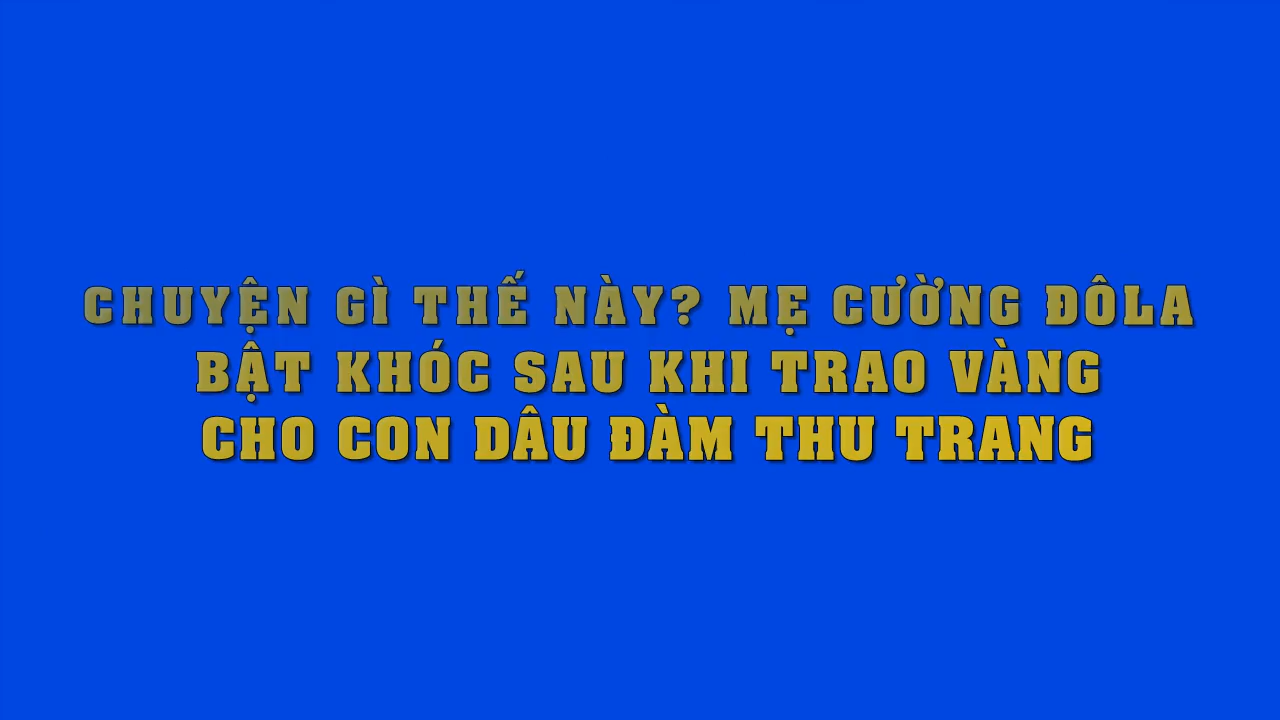 CHUYỆN GÌ THẾ NÀY? MẸ CƯỜNG ĐÔLA
BẬT KHÓC SAU KHI TRAO VÀNG
CHO CON DÂU ĐÀM THU TRANG